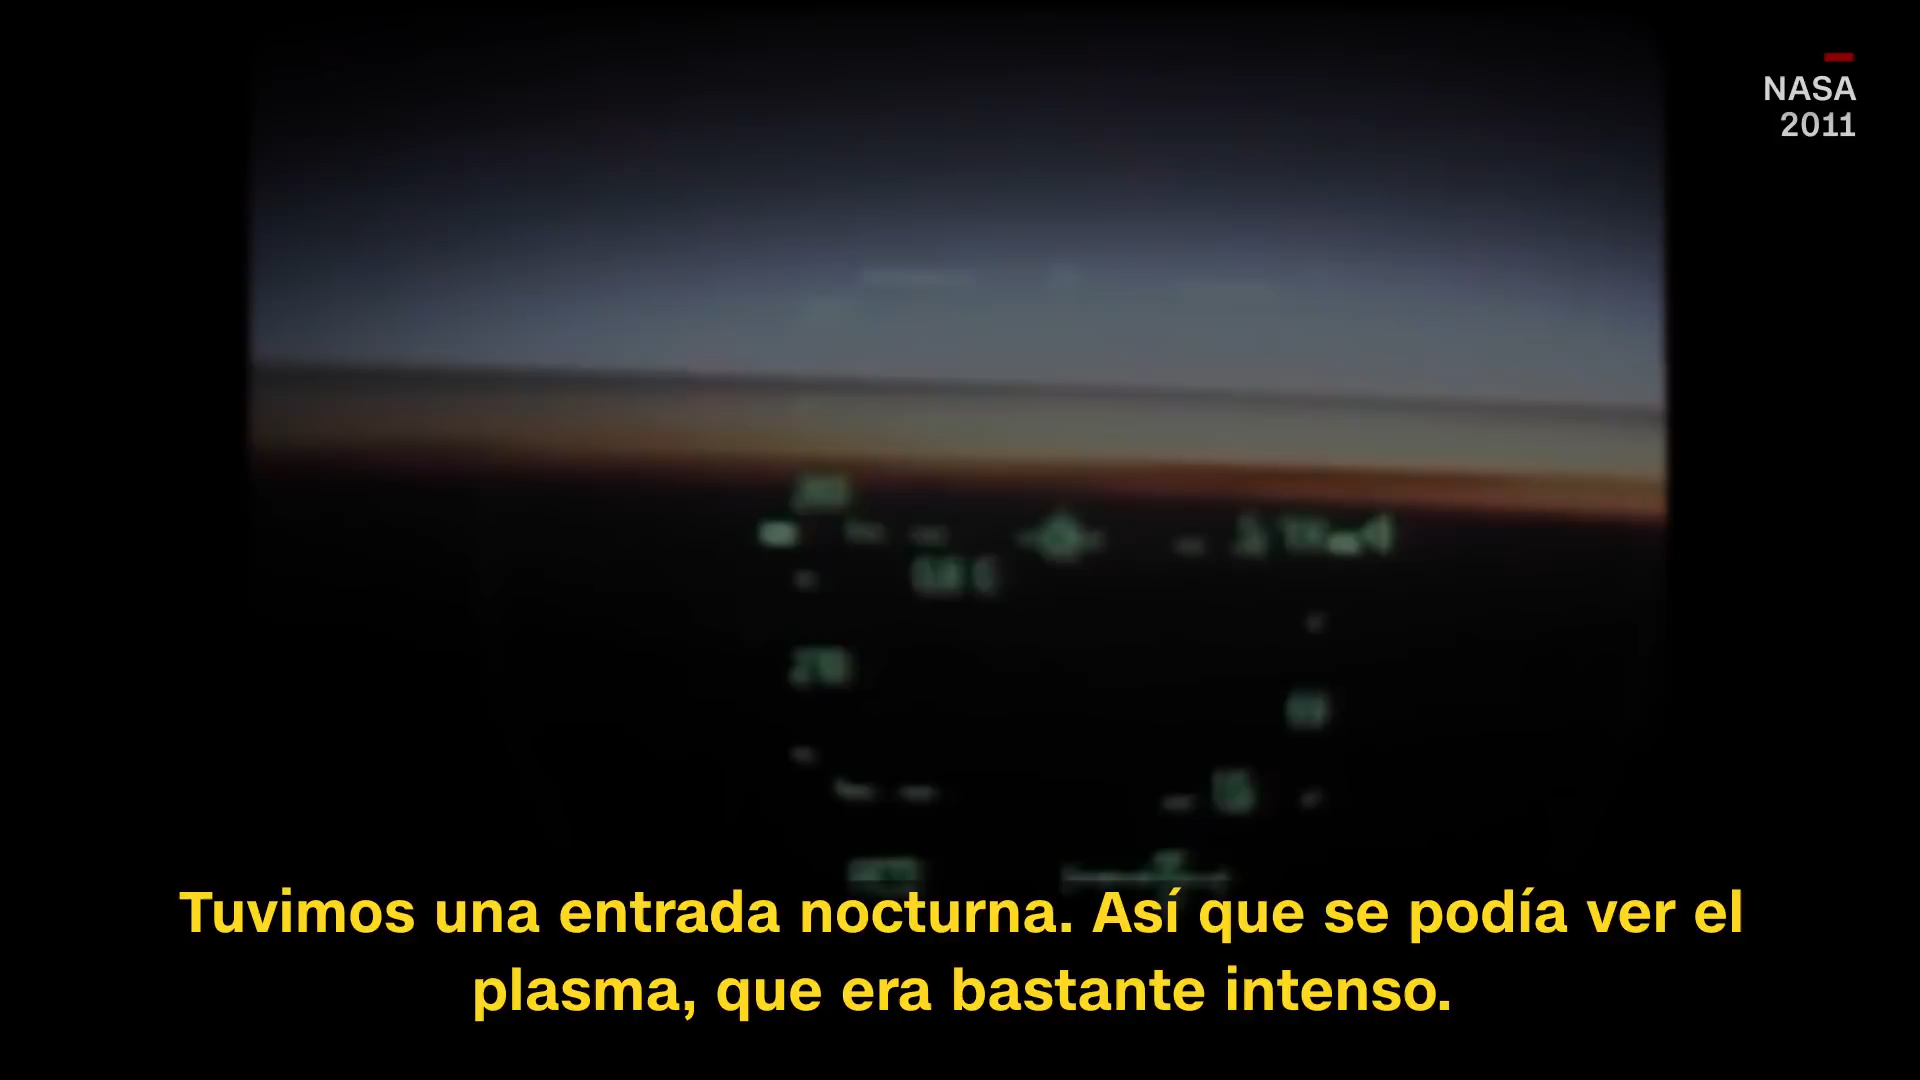 NASA
2011
Tuvimos una entrada nocturna. Así que se podía ver el
plasma, que era bastante intenso.